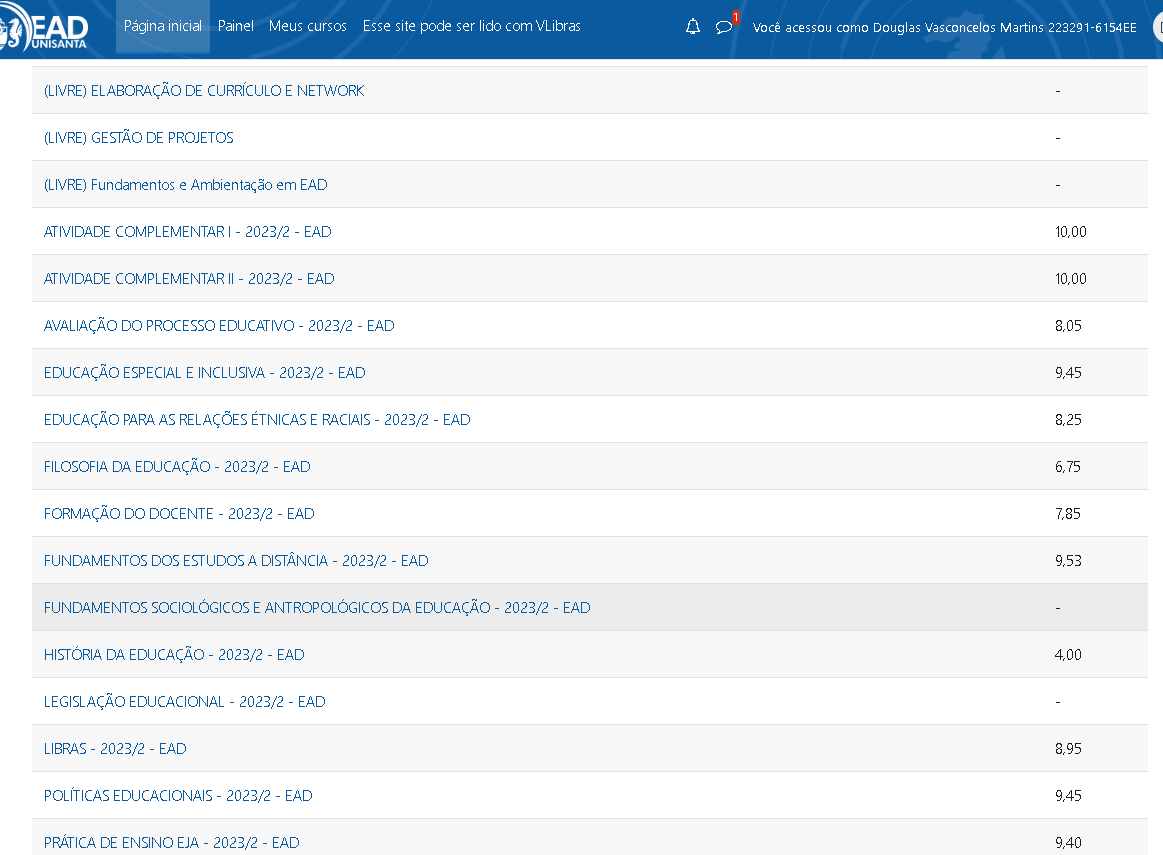 EAD
UNISANTA
Página inicial Painel Meus cursos Esse site pode ser lido com VLibras 1 Você acessou como Douglas Vasconcelos Martins 223291-6154EE
(LIVRE) ELABORAÇÃO DE CURRÍCULO E NETWORK -
(LIVRE) GESTÃO DE PROJETOS -
(LIVRE) Fundamentos e Ambientação em EAD -
ATIVIDADE COMPLEMENTAR I - 2023/2 - EAD 10,00
ATIVIDADE COMPLEMENTAR II - 2023/2 - EAD 10,00
AVALIAÇÃO DO PROCESSO EDUCATIVO - 2023/2 - EAD 8,05
EDUCAÇÃO ESPECIAL E INCLUSIVA - 2023/2 - EAD 9,45
EDUCAÇÃO PARA AS RELAÇÕES ÉTNICAS E RACIAIS - 2023/2 - EAD 8,25
FILOSOFIA DA EDUCAÇÃO - 2023/2 - EAD 6,75
FORMAÇÃO DO DOCENTE - 2023/2 - EAD 7,85
FUNDAMENTOS DOS ESTUDOS A DISTÂNCIA - 2023/2 - EAD 9,53
FUNDAMENTOS SOCIOLÓGICOS E ANTROPOLÓGICOS DA EDUCAÇÃO - 2023/2 - EAD -
HISTÓRIA DA EDUCAÇÃO - 2023/2 - EAD 4,00
LEGISLAÇÃO EDUCACIONAL - 2023/2 - EAD -
LIBRAS - 2023/2 - EAD 8,95
POLÍTICAS EDUCACIONAIS - 2023/2 - EAD 9,45
PRÁTICA DE ENSINO EJA - 2023/2 - EAD 9,40